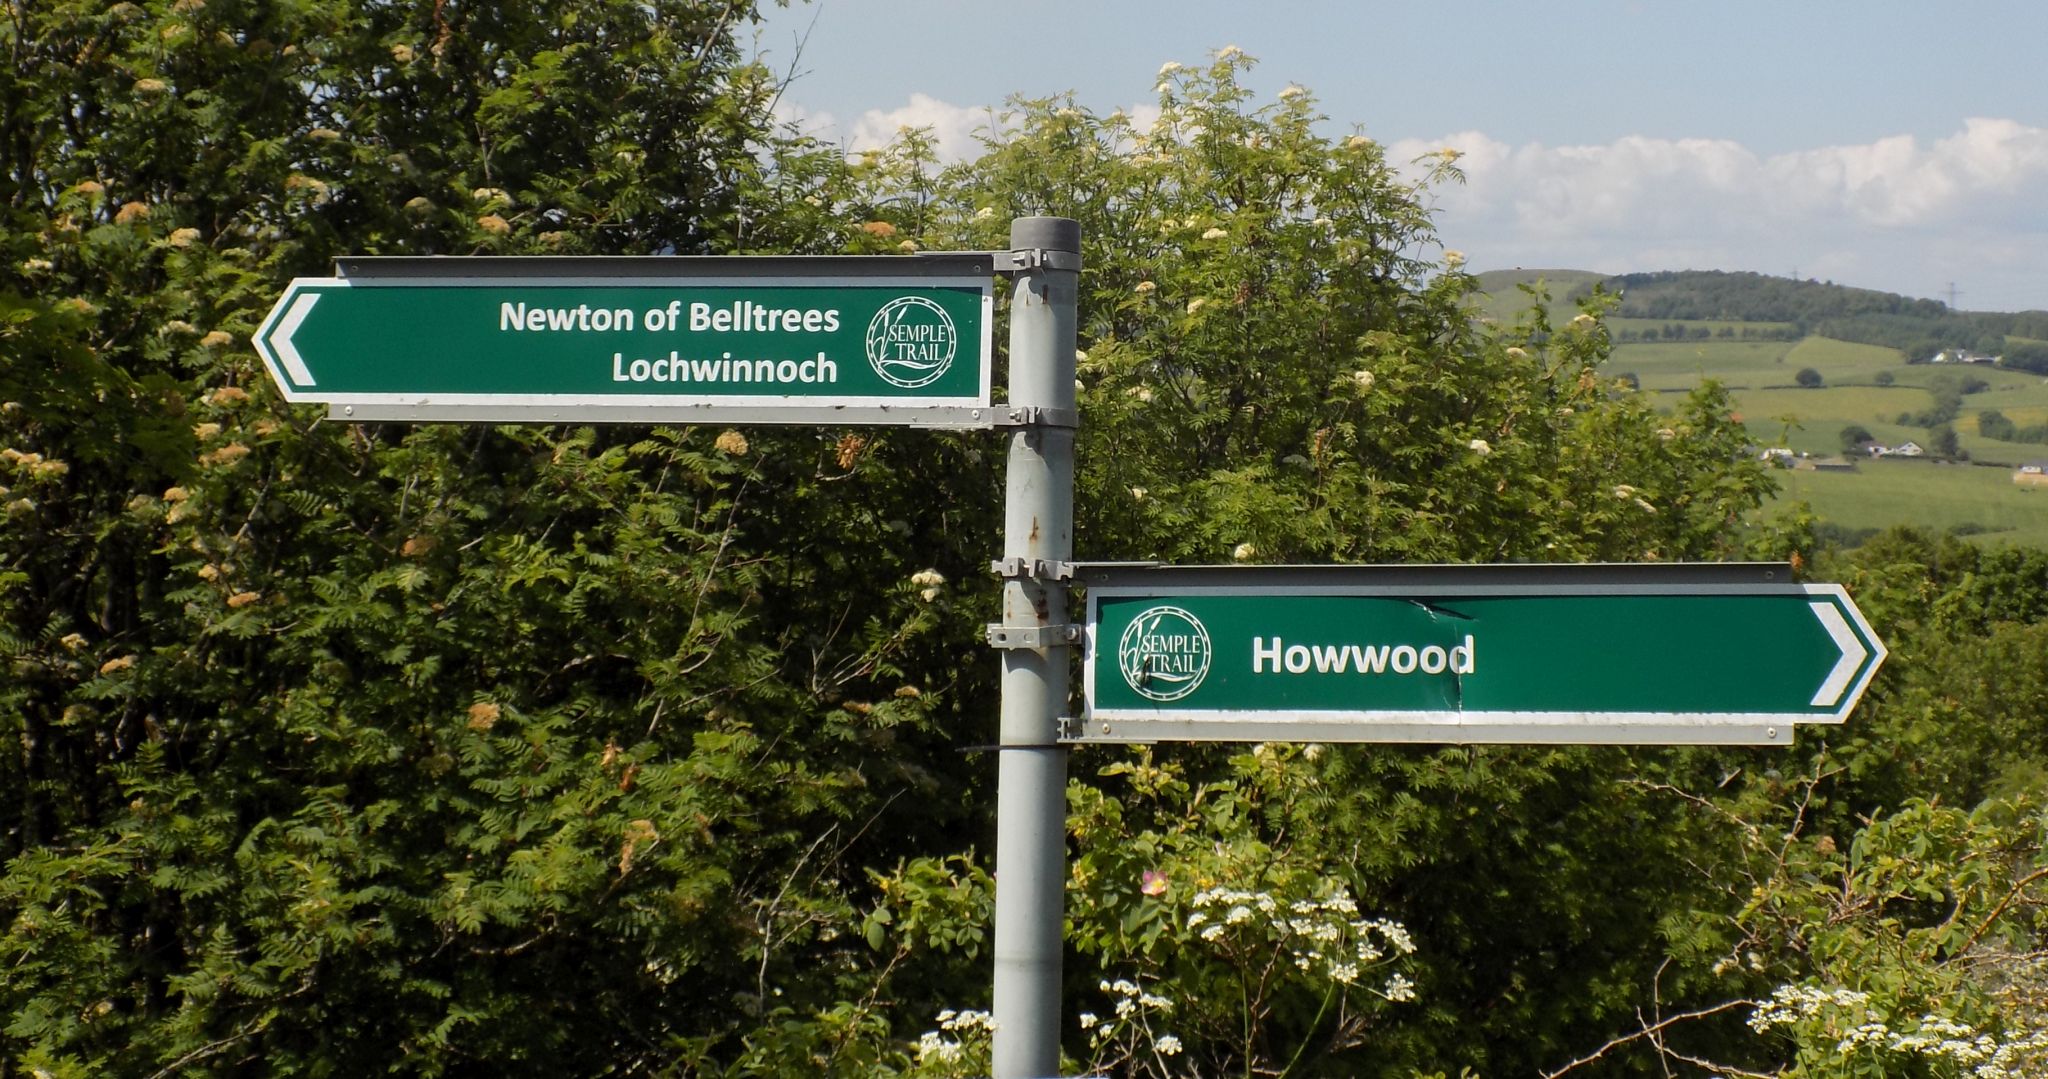 Newton of Belltrees
Lochwinnoch
SEMPLE
TRAIL
SEMPLE
TRAIL
Howwood